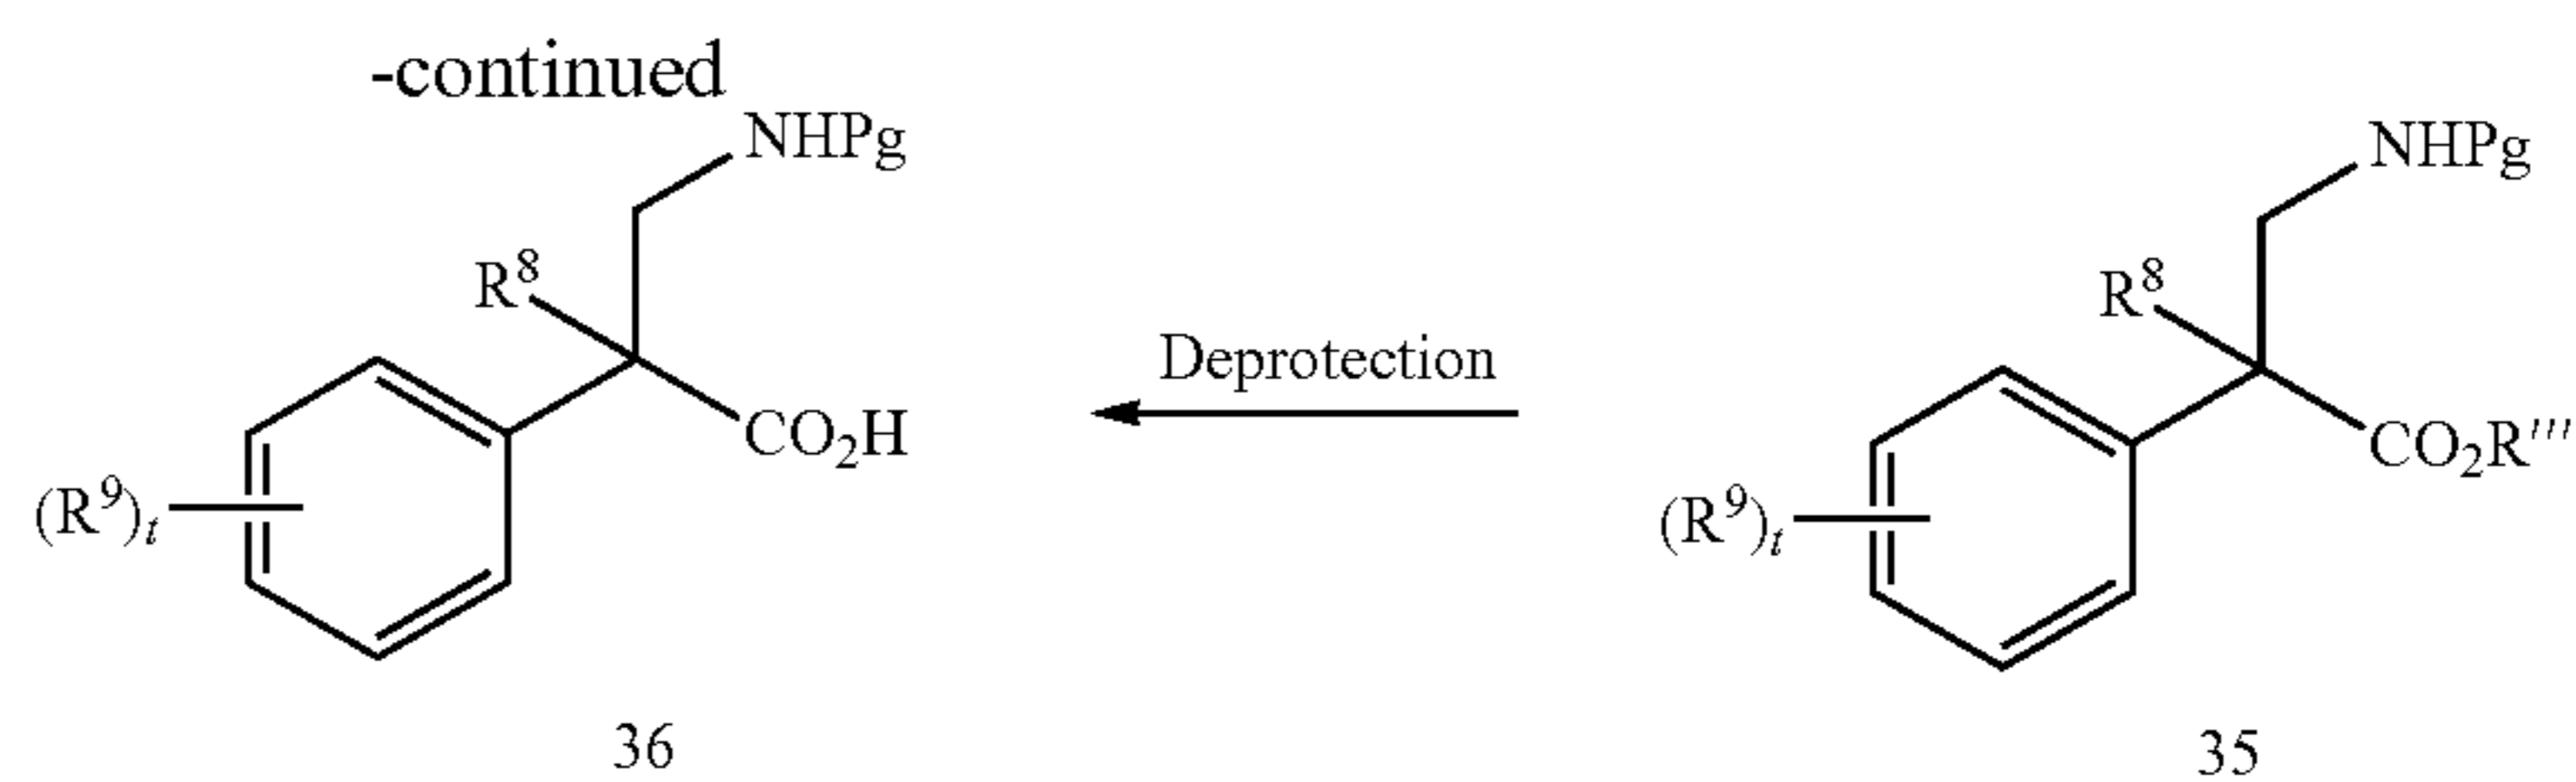 -continued
NHPg
NHPg
R⁸
R⁸
Deprotection
CO₂H
CO₂R‴
(R⁹)ₜ
(R⁹)ₜ
36
35